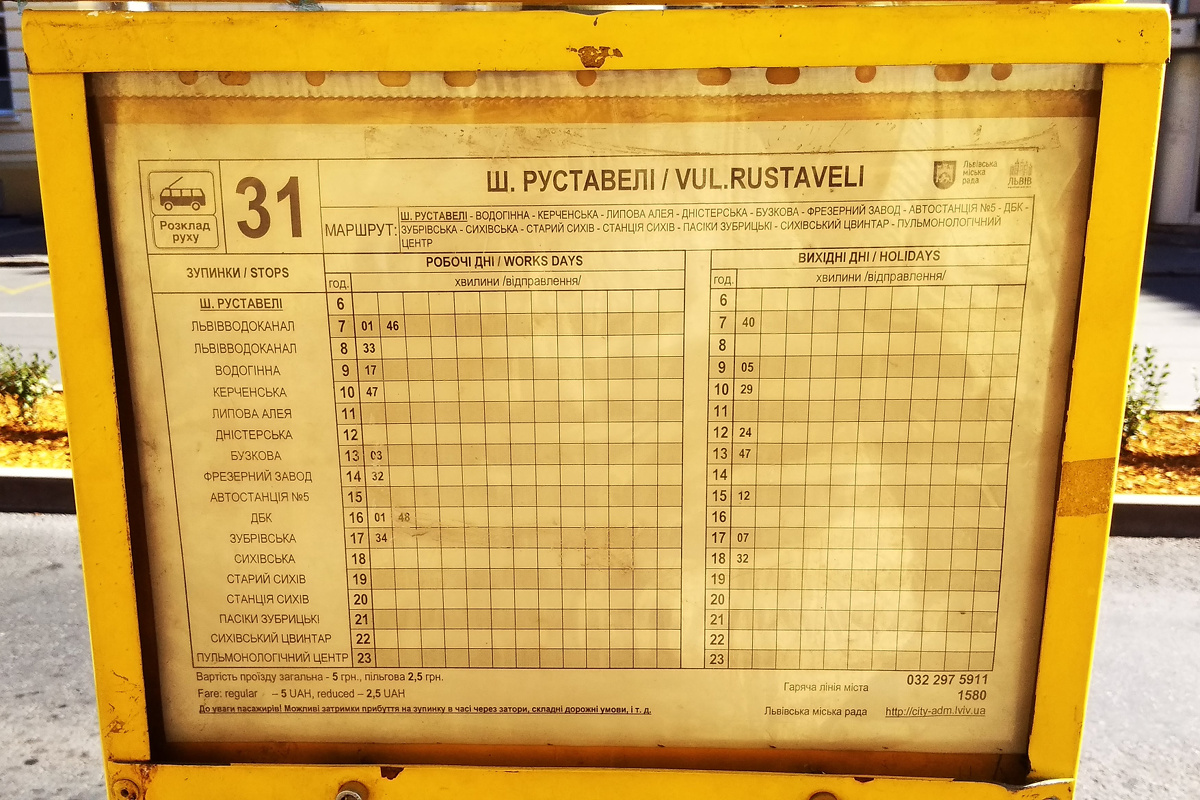 Розклад
руху
31
Ш. РУСТАВЕЛІ / VUL.RUSTAVELI
Львівська
міська
рада
ЛЬВІВ
МАРШРУТ:
Ш. РУСТАВЕЛІ - ВОДОГІННА - КЕРЧЕНСЬКА - ЛИПОВА АЛЕЯ - ДНІСТЕРСЬКА - БУЗКОВА - ФРЕЗЕРНИЙ ЗАВОД - АВТОСТАНЦІЯ №5 - ДБК -
ЗУБРІВСЬКА - СИХІВСЬКА - СТАРИЙ СИХІВ - СТАНЦІЯ СИХІВ - ПАСІКИ ЗУБРИЦЬКІ - СИХІВСЬКИЙ ЦВИНТАР - ПУЛЬМОНОЛОГІЧНИЙ
ЦЕНТР
ЗУПИНКИ / STOPS
РОБОЧІ ДНІ / WORKS DAYS
ВИХІДНІ ДНІ / HOLIDAYS
год. хвилини /відправлення/ год. хвилини /відправлення/
Ш. РУСТАВЕЛІ 6 6
ЛЬВІВВОДОКАНАЛ 7 01 46 7 40
ЛЬВІВВОДОКАНАЛ 8 33 8
ВОДОГІННА 9 17 9 05
КЕРЧЕНСЬКА 10 47 10 29
ЛИПОВА АЛЕЯ 11 11
ДНІСТЕРСЬКА 12 12 24
БУЗКОВА 13 03 13 47
ФРЕЗЕРНИЙ ЗАВОД 14 32 14
АВТОСТАНЦІЯ №5 15 15 12
ДБК 16 01 48 16
ЗУБРІВСЬКА 17 34 17 07
СИХІВСЬКА 18 18 32
СТАРИЙ СИХІВ 19 19
СТАНЦІЯ СИХІВ 20 20
ПАСІКИ ЗУБРИЦЬКІ 21 21
СИХІВСЬКИЙ ЦВИНТАР 22 22
ПУЛЬМОНОЛОГІЧНИЙ ЦЕНТР 23 23
Вартість проїзду загальна - 5 грн., пільгова 2,5 грн.
Fare: regular – 5 UAH, reduced – 2,5 UAH
До уваги пасажирів! Можливі затримки прибуття на зупинку в часі через затори, складні дорожні умови, і т. д.
Гаряча лінія міста 032 297 5911
1580
Львівська міська рада http://city-adm.lviv.ua